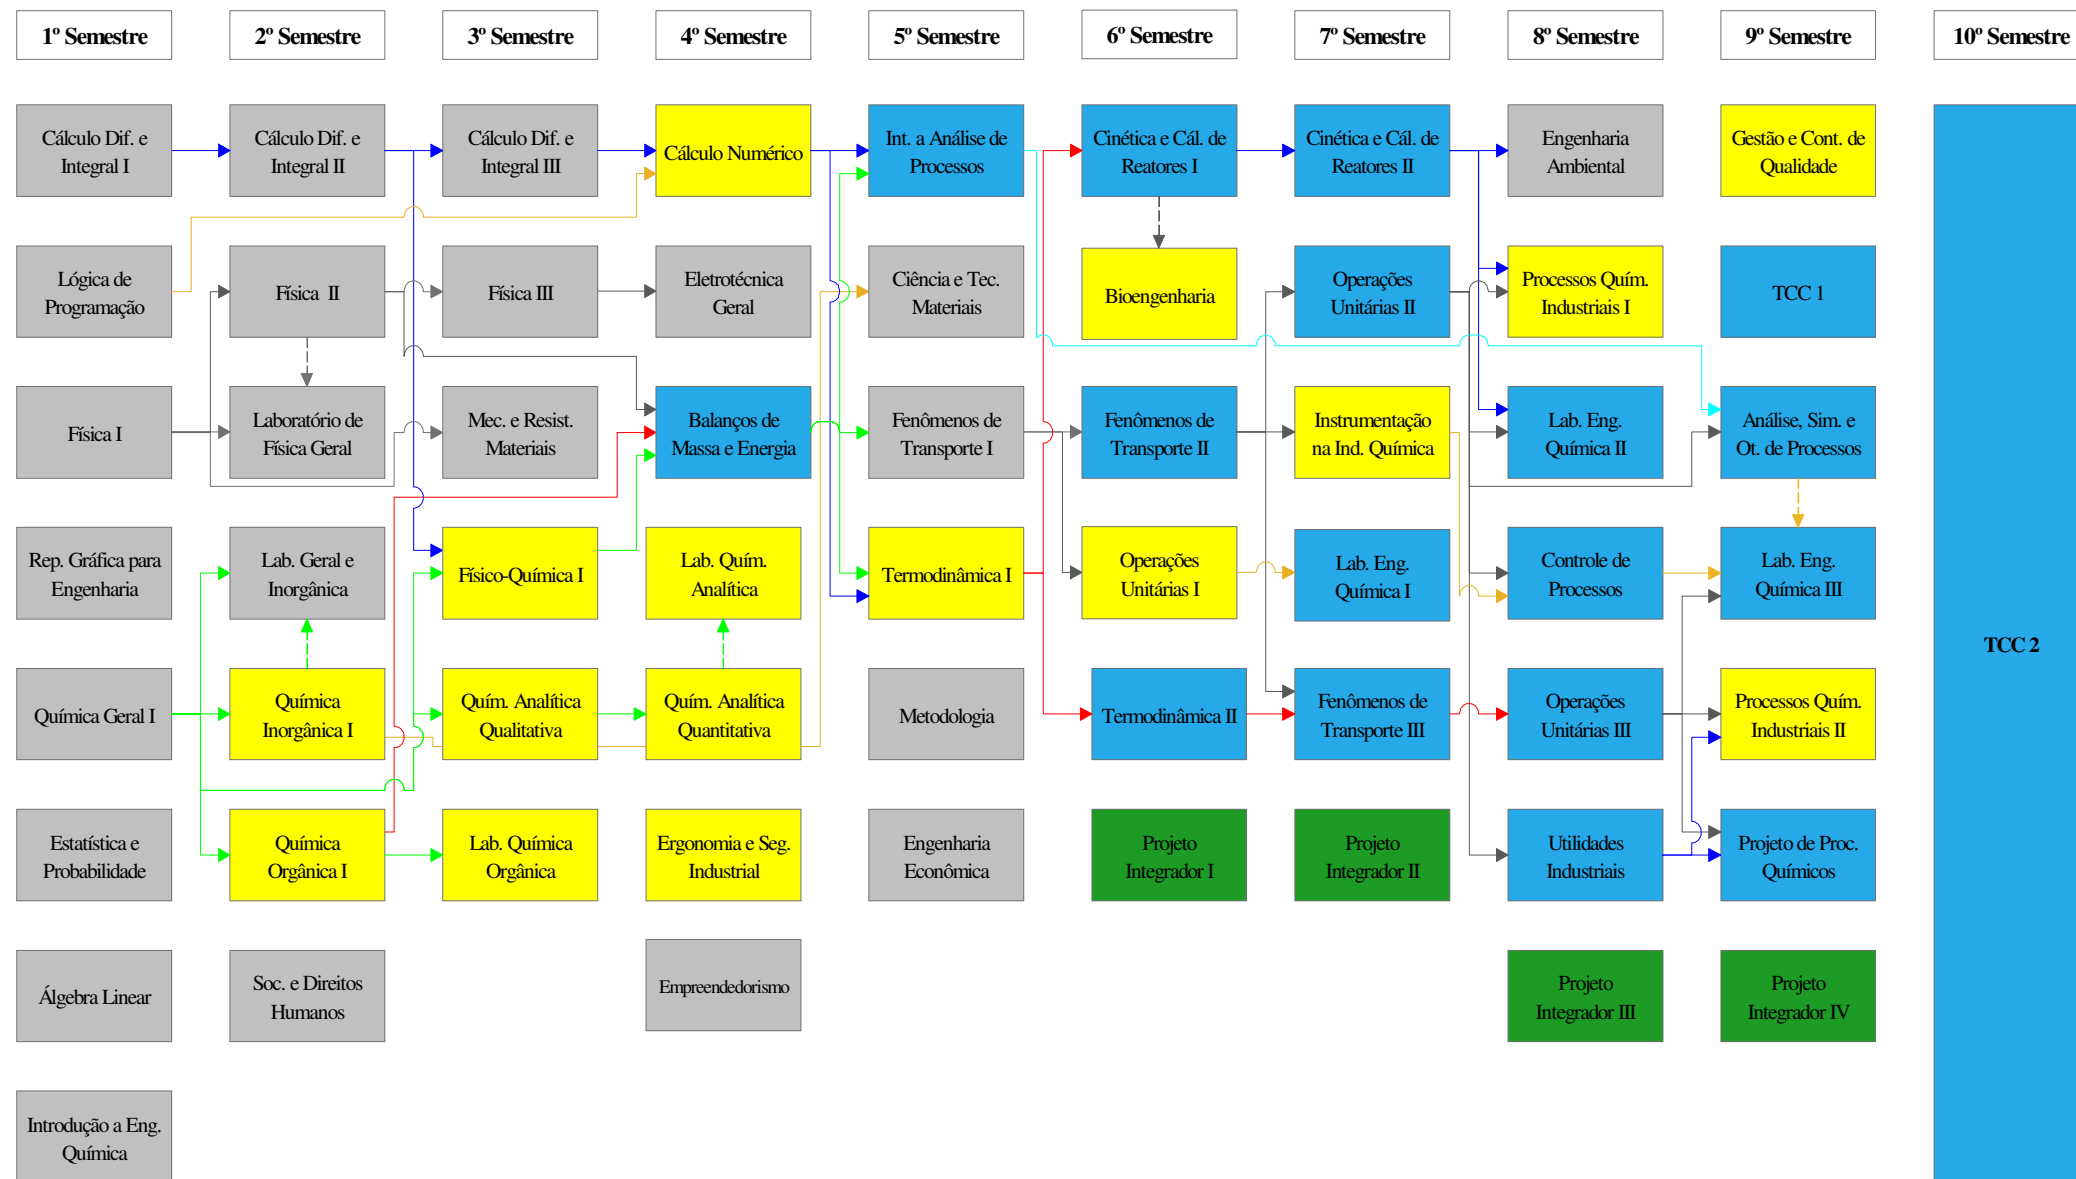 1º Semestre
2º Semestre
3º Semestre
4º Semestre
5º Semestre
6º Semestre
7º Semestre
8º Semestre
9º Semestre
10º Semestre
Cálculo Dif. e
Integral I
Cálculo Dif. e
Integral II
Cálculo Dif. e
Integral III
Cálculo Numérico
Int. a Análise de
Processos
Cinética e Cál. de
Reatores I
Cinética e Cál. de
Reatores II
Engenharia
Ambiental
Gestão e Cont. de
Qualidade
Lógica de
Programação
Física II
Física III
Eletrotécnica
Geral
Ciência e Tec.
Materiais
Bioengenharia
Operações
Unitárias II
Processos Quím.
Industriais I
TCC 1
Física I
Laboratório de
Física Geral
Mec. e Resist.
Materiais
Balanços de
Massa e Energia
Fenômenos de
Transporte I
Fenômenos de
Transporte II
Instrumentação
na Ind. Química
Lab. Eng.
Química II
Análise, Sim. e
Ot. de Processos
Rep. Gráfica para
Engenharia
Lab. Geral e
Inorgânica
Físico-Química I
Lab. Quím.
Analítica
Termodinâmica I
Operações
Unitárias I
Lab. Eng.
Química I
Controle de
Processos
Lab. Eng.
Química III
TCC 2
Química Geral I
Química
Inorgânica I
Quím. Analítica
Qualitativa
Quím. Analítica
Quantitativa
Metodologia
Termodinâmica II
Fenômenos de
Transporte III
Operações
Unitárias III
Processos Quím.
Industriais II
Estatística e
Probabilidade
Química
Orgânica I
Lab. Química
Orgânica
Ergonomia e Seg.
Industrial
Engenharia
Econômica
Projeto
Integrador I
Projeto
Integrador II
Utilidades
Industriais
Projeto de Proc.
Químicos
Álgebra Linear
Soc. e Direitos
Humanos
Empreendedorismo
Projeto
Integrador III
Projeto
Integrador IV
Introdução a Eng.
Química